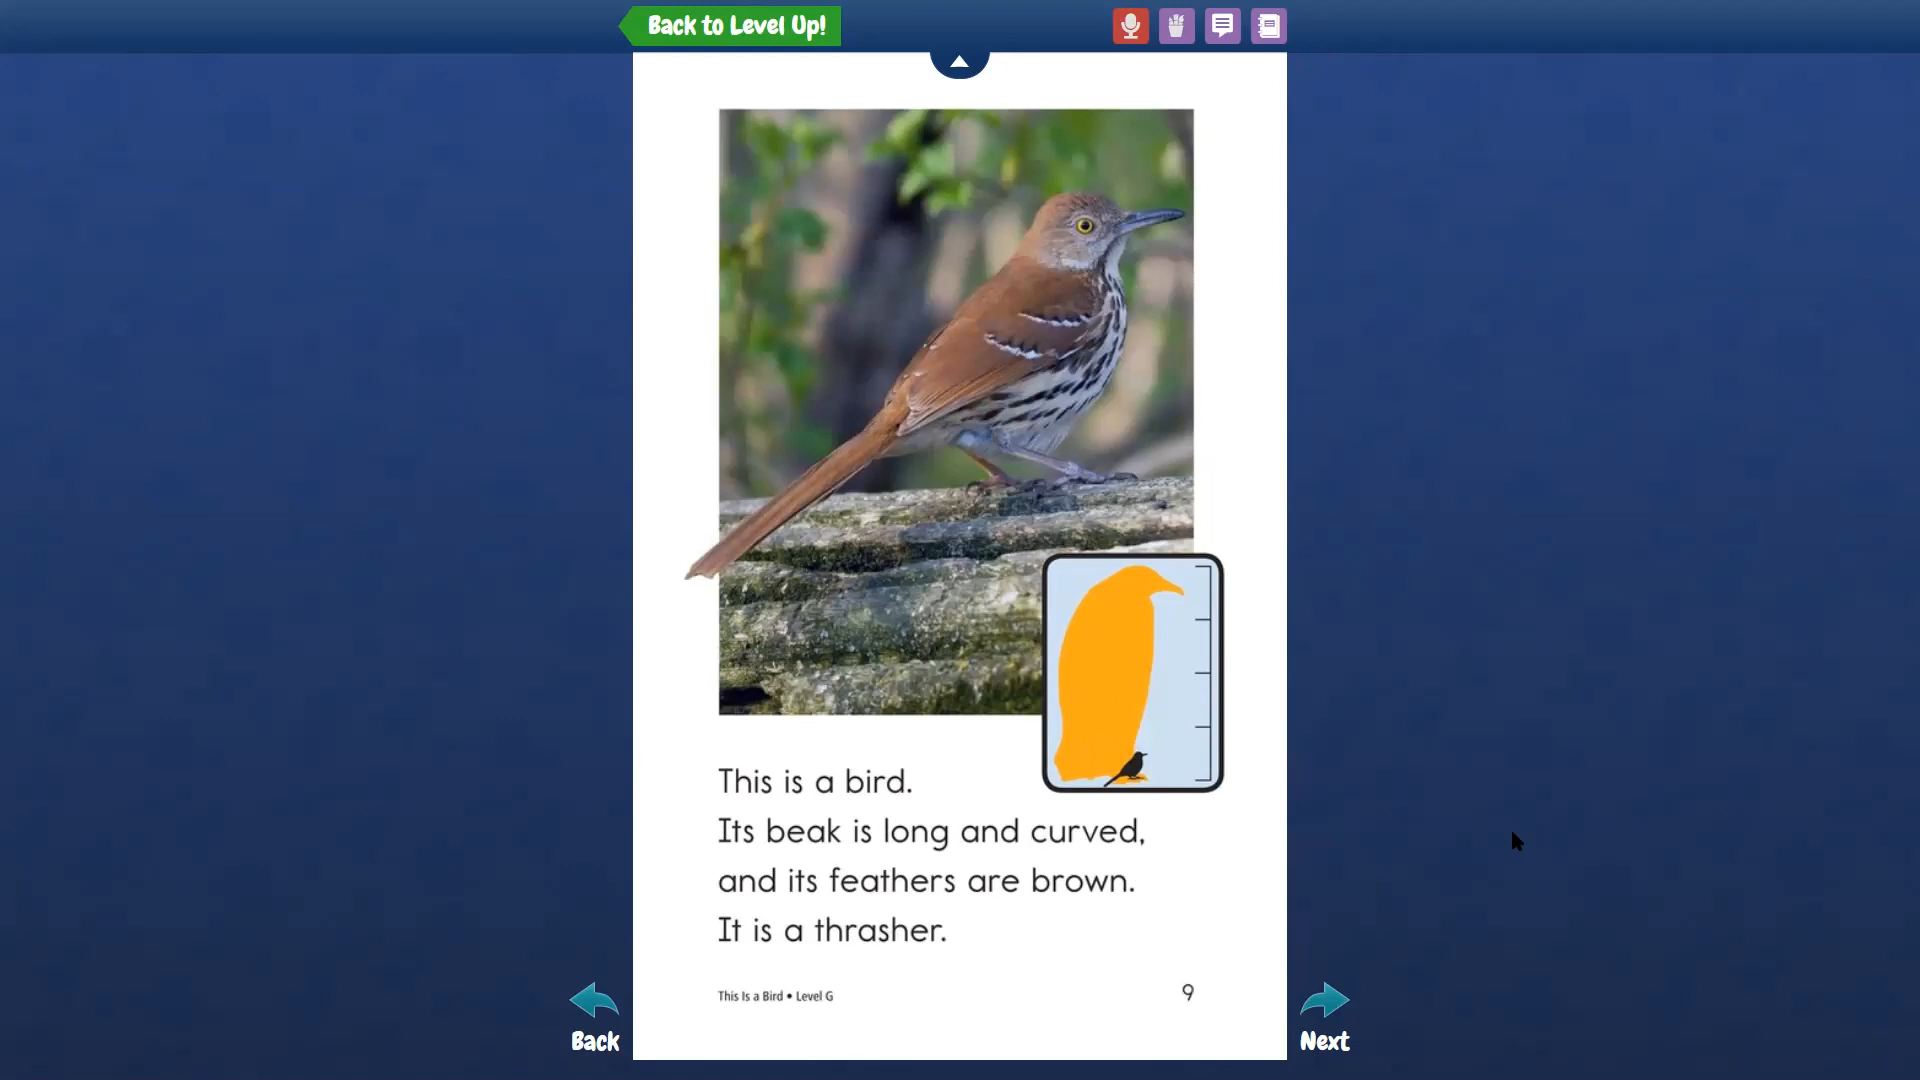 Back to Level Up!
This is a bird.
Its beak is long and curved,
and its feathers are brown.
It is a thrasher.
This Is a Bird • Level G
9
Back
Next